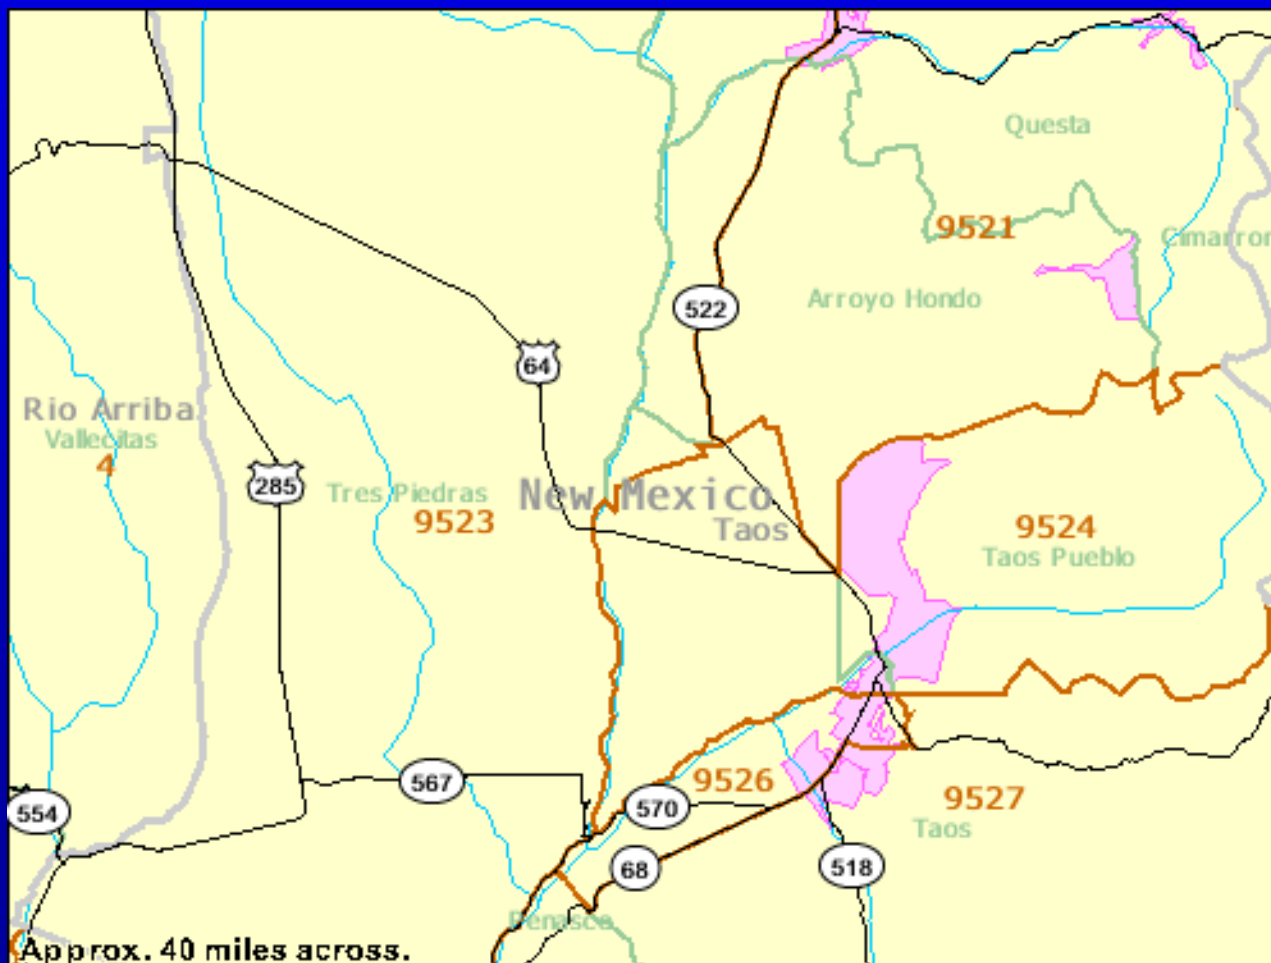 Questa
9521
Cimarron
Arroyo Hondo
522
64
Rio Arriba
Vallecitas
4
285
Tres Piedras
9523
New Mexico
Taos
9524
Taos Pueblo
567
9526
570
9527
554
Taos
68
518
Penasco
Approx. 40 miles across.